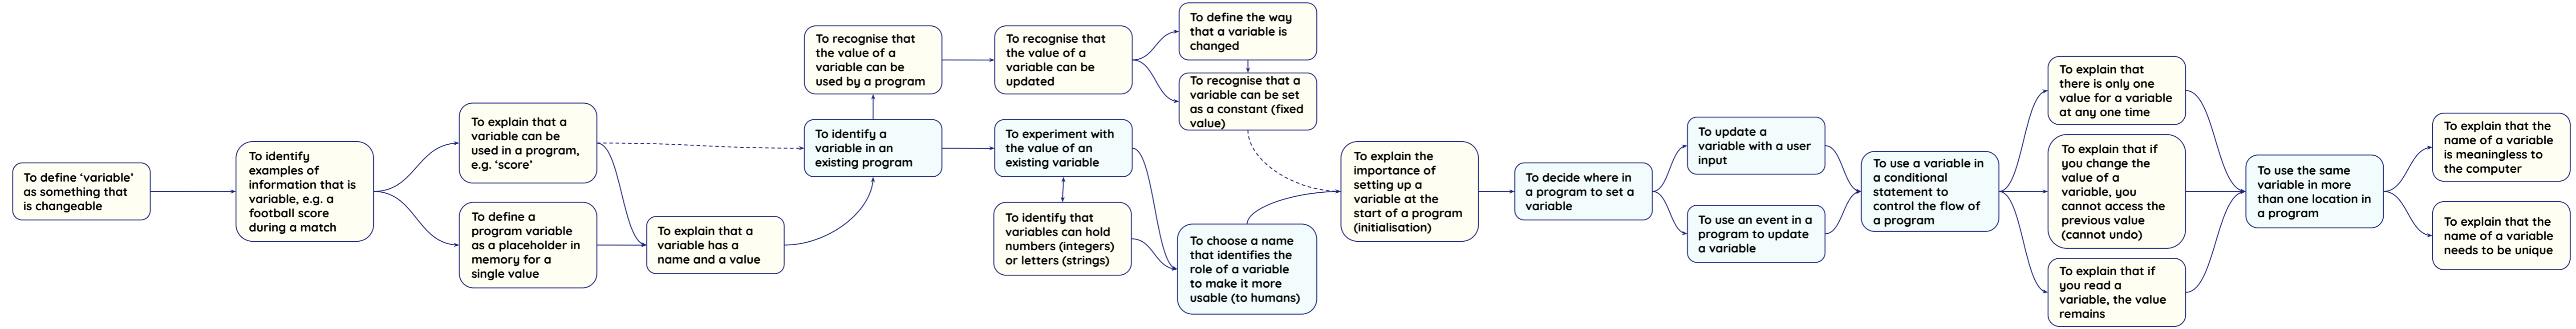 To define ‘variable’
as something that
is changeable
To identify
examples of
information that is
variable, e.g. a
football score
during a match
To explain that a
variable can be
used in a program,
e.g. ‘score’
To define a
program variable
as a placeholder in
memory for a
single value
To explain that a
variable has a
name and a value
To recognise that
the value of a
variable can be
used by a program
To identify a
variable in an
existing program
To recognise that
the value of a
variable can be
updated
To experiment with
the value of an
existing variable
To identify that
variables can hold
numbers (integers)
or letters (strings)
To define the way
that a variable is
changed
To recognise that a
variable can be set
as a constant (fixed
value)
To choose a name
that identifies the
role of a variable
to make it more
usable (to humans)
To explain the
importance of
setting up a
variable at the
start of a program
(initialisation)
To decide where in
a program to set a
variable
To update a
variable with a user
input
To use an event in a
program to update
a variable
To use a variable in
a conditional
statement to
control the flow of
a program
To explain that
there is only one
value for a variable
at any one time
To explain that if
you change the
value of a
variable, you
cannot access the
previous value
(cannot undo)
To explain that if
you read a
variable, the value
remains
To use the same
variable in more
than one location in
a program
To explain that the
name of a variable
is meaningless to
the computer
To explain that the
name of a variable
needs to be unique